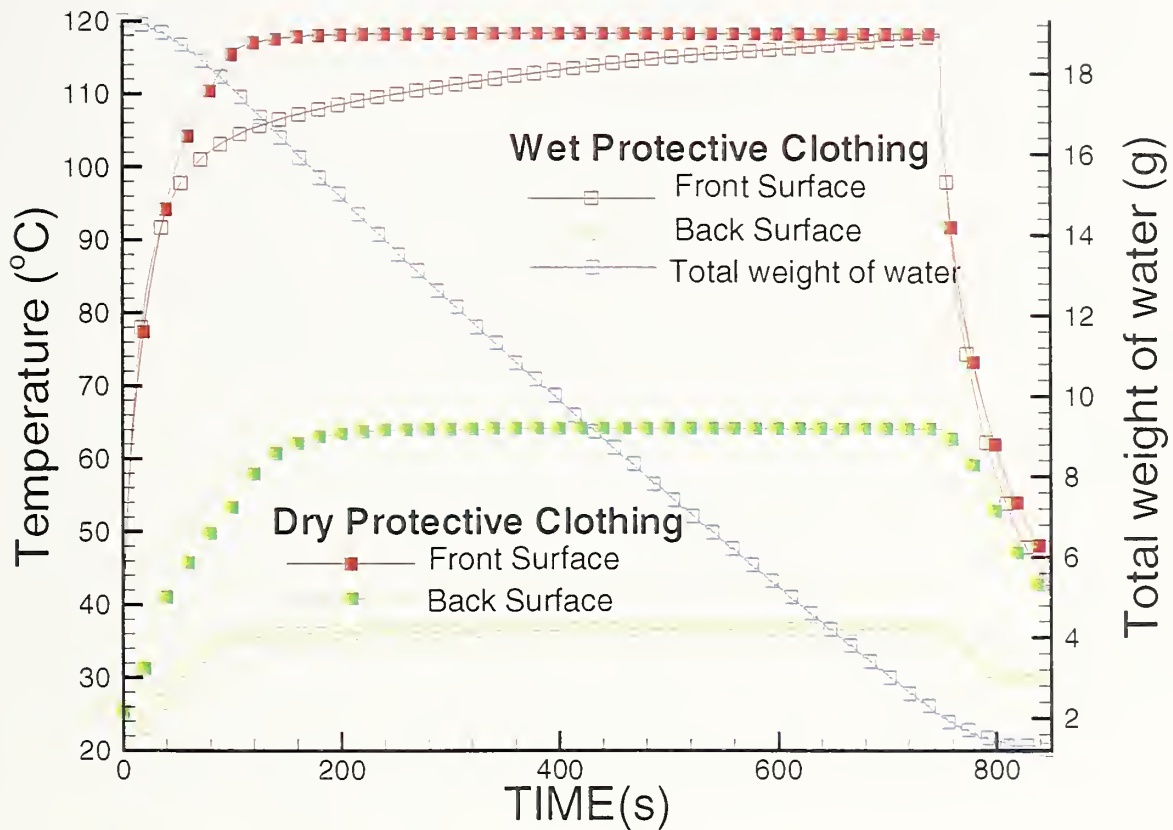 120
110
100
90
80
70
60
50
40
30
20
Temperature (°C)
Wet Protective Clothing
Front Surface
Back Surface
Total weight of water
Dry Protective Clothing
Front Surface
Back Surface
18
16
14
12
10
8
6
4
2
Total weight of water (g)
0
200
400
600
800
TIME(s)